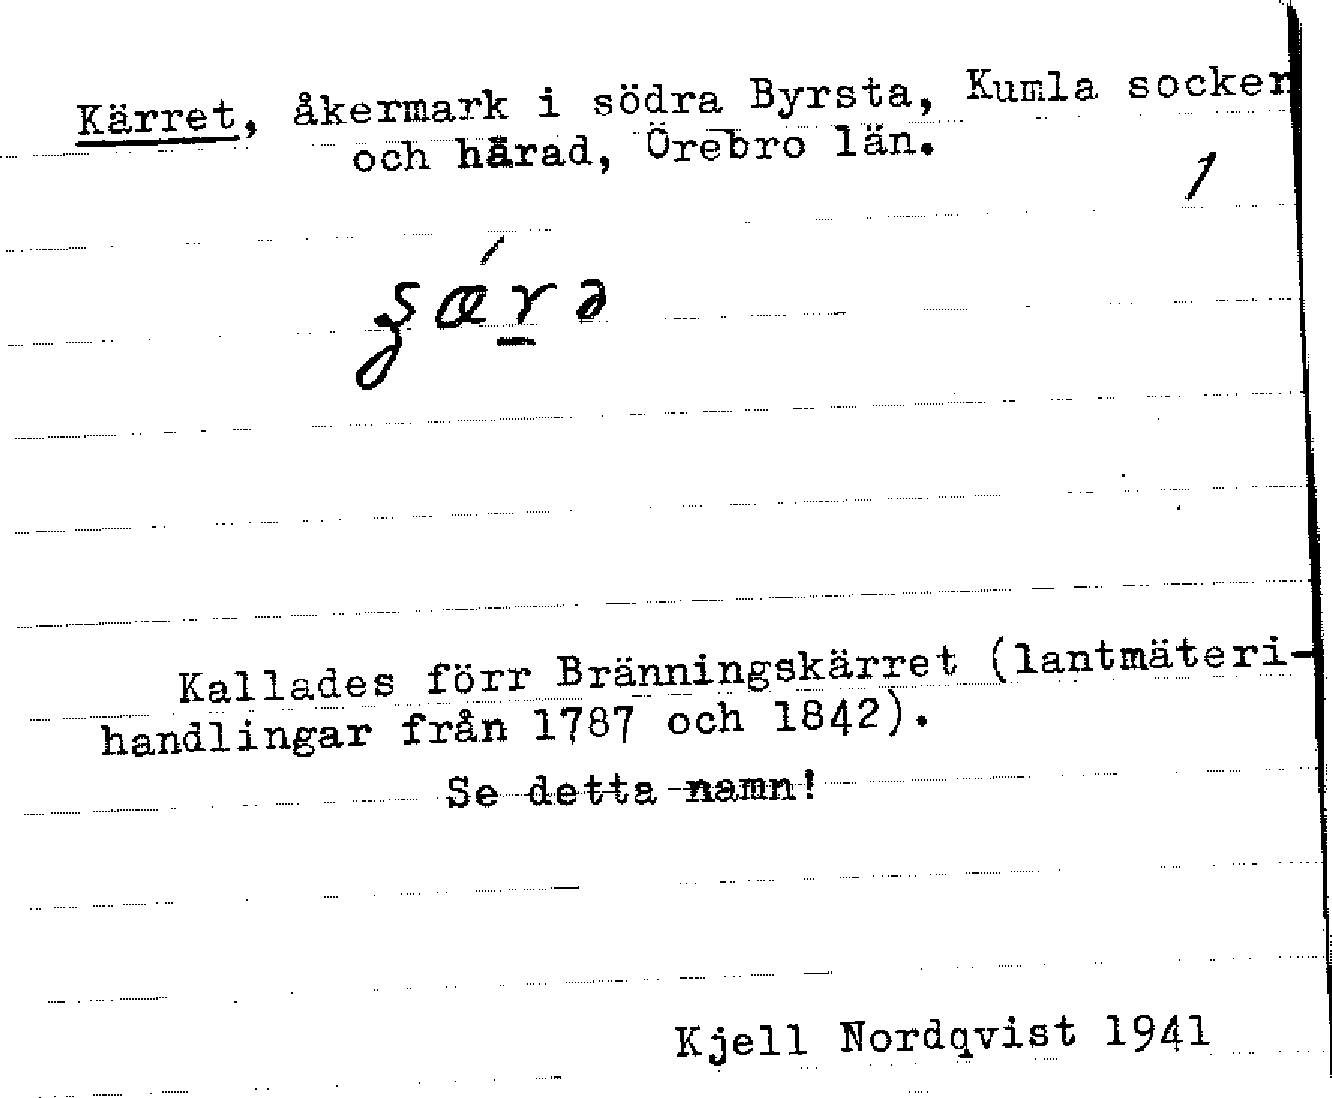 Kärret, åkermark i södra Byrsta, Kumla socken
och härad, Örebro län.
1
Kallades förr Bränningskärret (lantmäteri-
handlingar från 1787 och 1842).
Se detta namn!
Kjell Nordqvist 1941